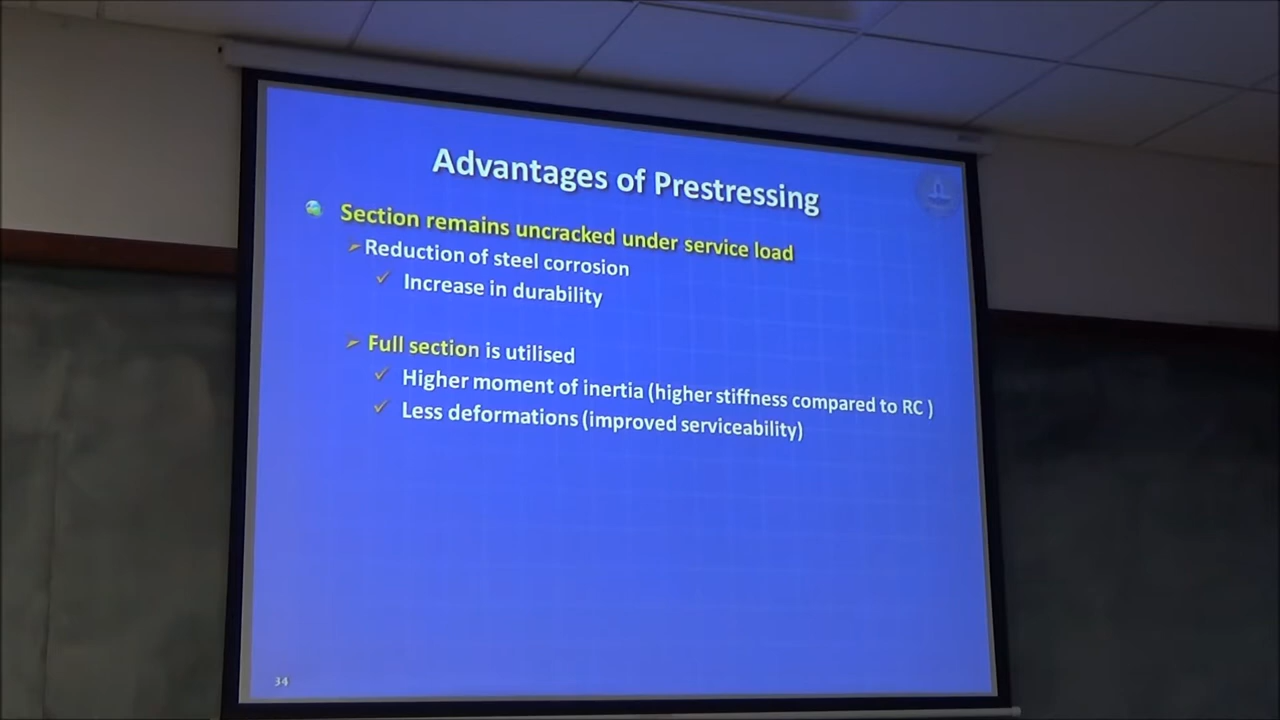 Advantages of Prestressing
Section remains uncracked under service load
Reduction of steel corrosion
Increase in durability
Full section is utilised
Higher moment of inertia (higher stiffness compared to RC )
Less deformations (improved serviceability)
34